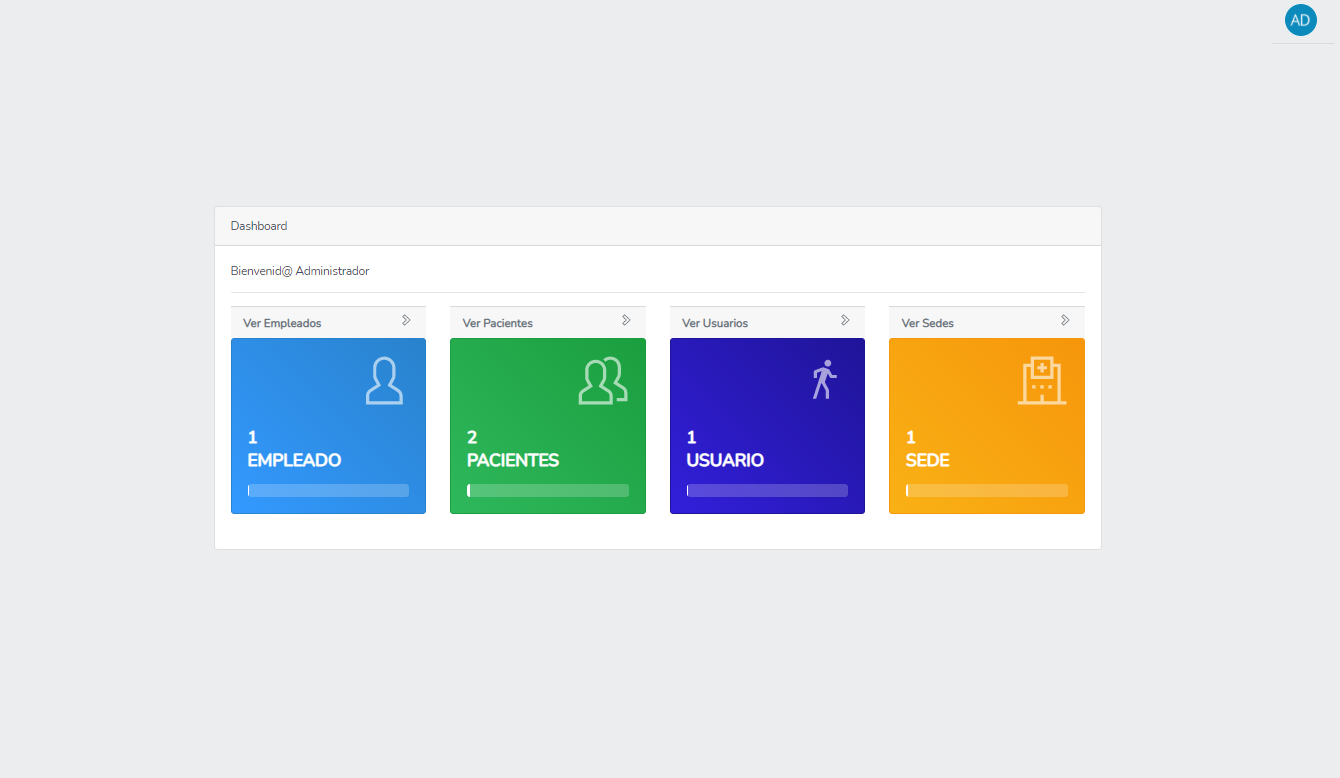 AD
Dashboard
Bienvenid@ Administrador
Ver Empleados
1
EMPLEADO
Ver Pacientes
2
PACIENTES
Ver Usuarios
1
USUARIO
Ver Sedes
1
SEDE